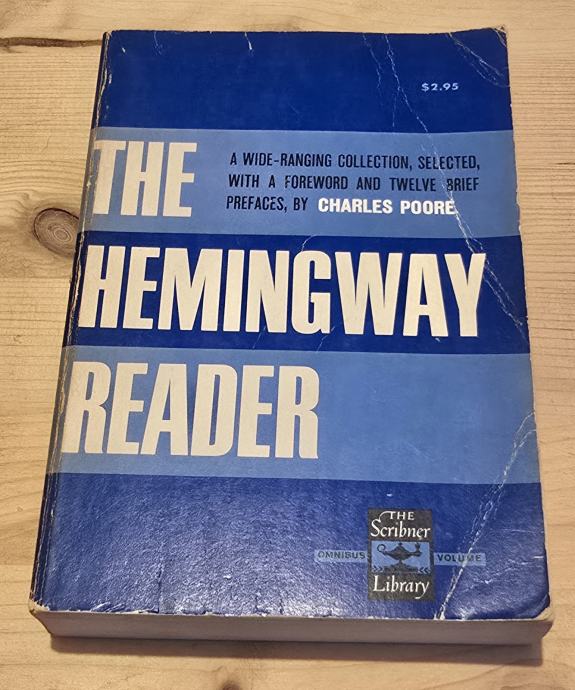 $2.95
THE
A WIDE-RANGING COLLECTION, SELECTED,
WITH A FOREWORD AND TWELVE BRIEF
PREFACES, BY CHARLES POORE
HEMINGWAY
READER
THE
Scribner
OMNIBUS VOLUME
Library